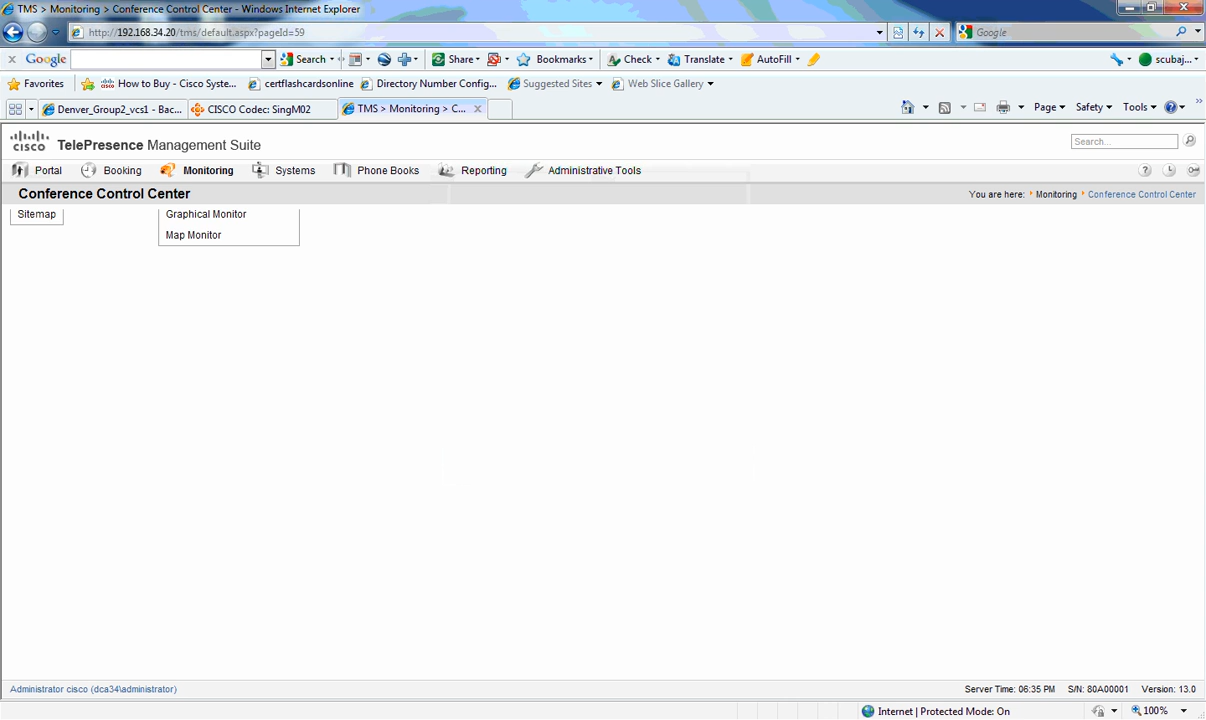 TMS > Monitoring > Conference Control Center - Windows Internet Explorer
http://192.168.34.20/tms/default.aspx?pageId=59
Google
x Google Search Share Bookmarks Check Translate AutoFill scubaj...
Favorites How to Buy - Cisco Syste... certflashcardsonline Directory Number Config... Suggested Sites Web Slice Gallery
Denver_Group2_vcs1 - Bac... CISCO Codec: SingM02 TMS > Monitoring > C... x Page Safety Tools »
CISCO TelePresence Management Suite Search...
Portal Booking Monitoring Systems Phone Books Reporting Administrative Tools ?
Conference Control Center You are here: Monitoring Conference Control Center
Sitemap Graphical Monitor
Map Monitor
Administrator cisco (dca34\administrator) Server Time: 06:35 PM S/N: 80A00001 Version: 13.0
Internet | Protected Mode: On 100%